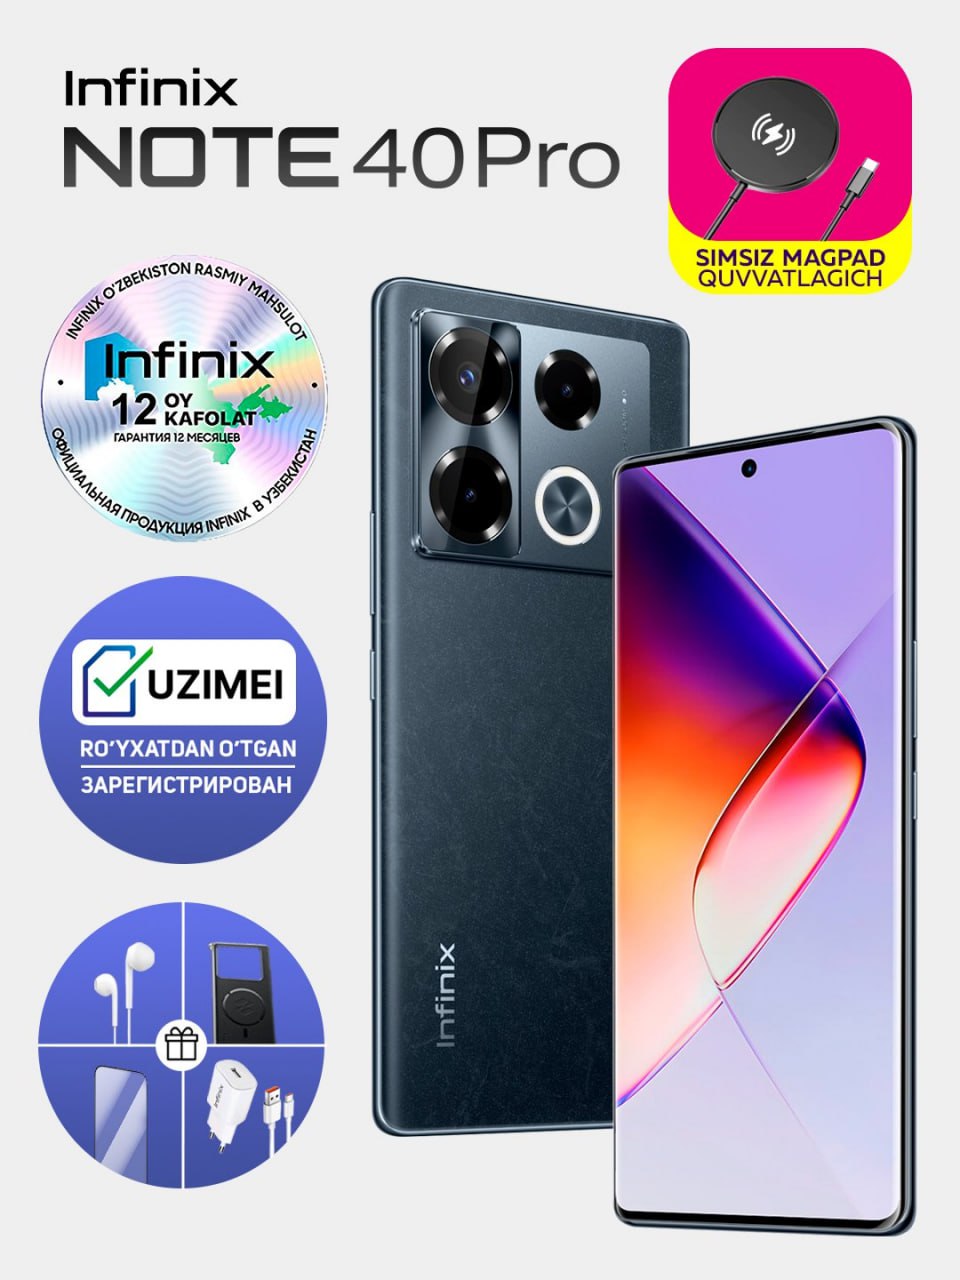 Infinix
NOTE 40 Pro
SIMSIZ MAGPAD
QUVVATLAGICH
INFINIX O'ZBEKISTON RASMIY MAHSULOT
Infinix
12 OY
KAFOLAT
ГАРАНТИЯ 12 МЕСЯЦЕВ
ОФИЦИАЛЬНАЯ ПРОДУКЦИЯ INFINIX В УЗБЕКИСТАН
UZIMEI
RO'YXATDAN O'TGAN
ЗАРЕГИСТРИРОВАН
Infinix
Infinix